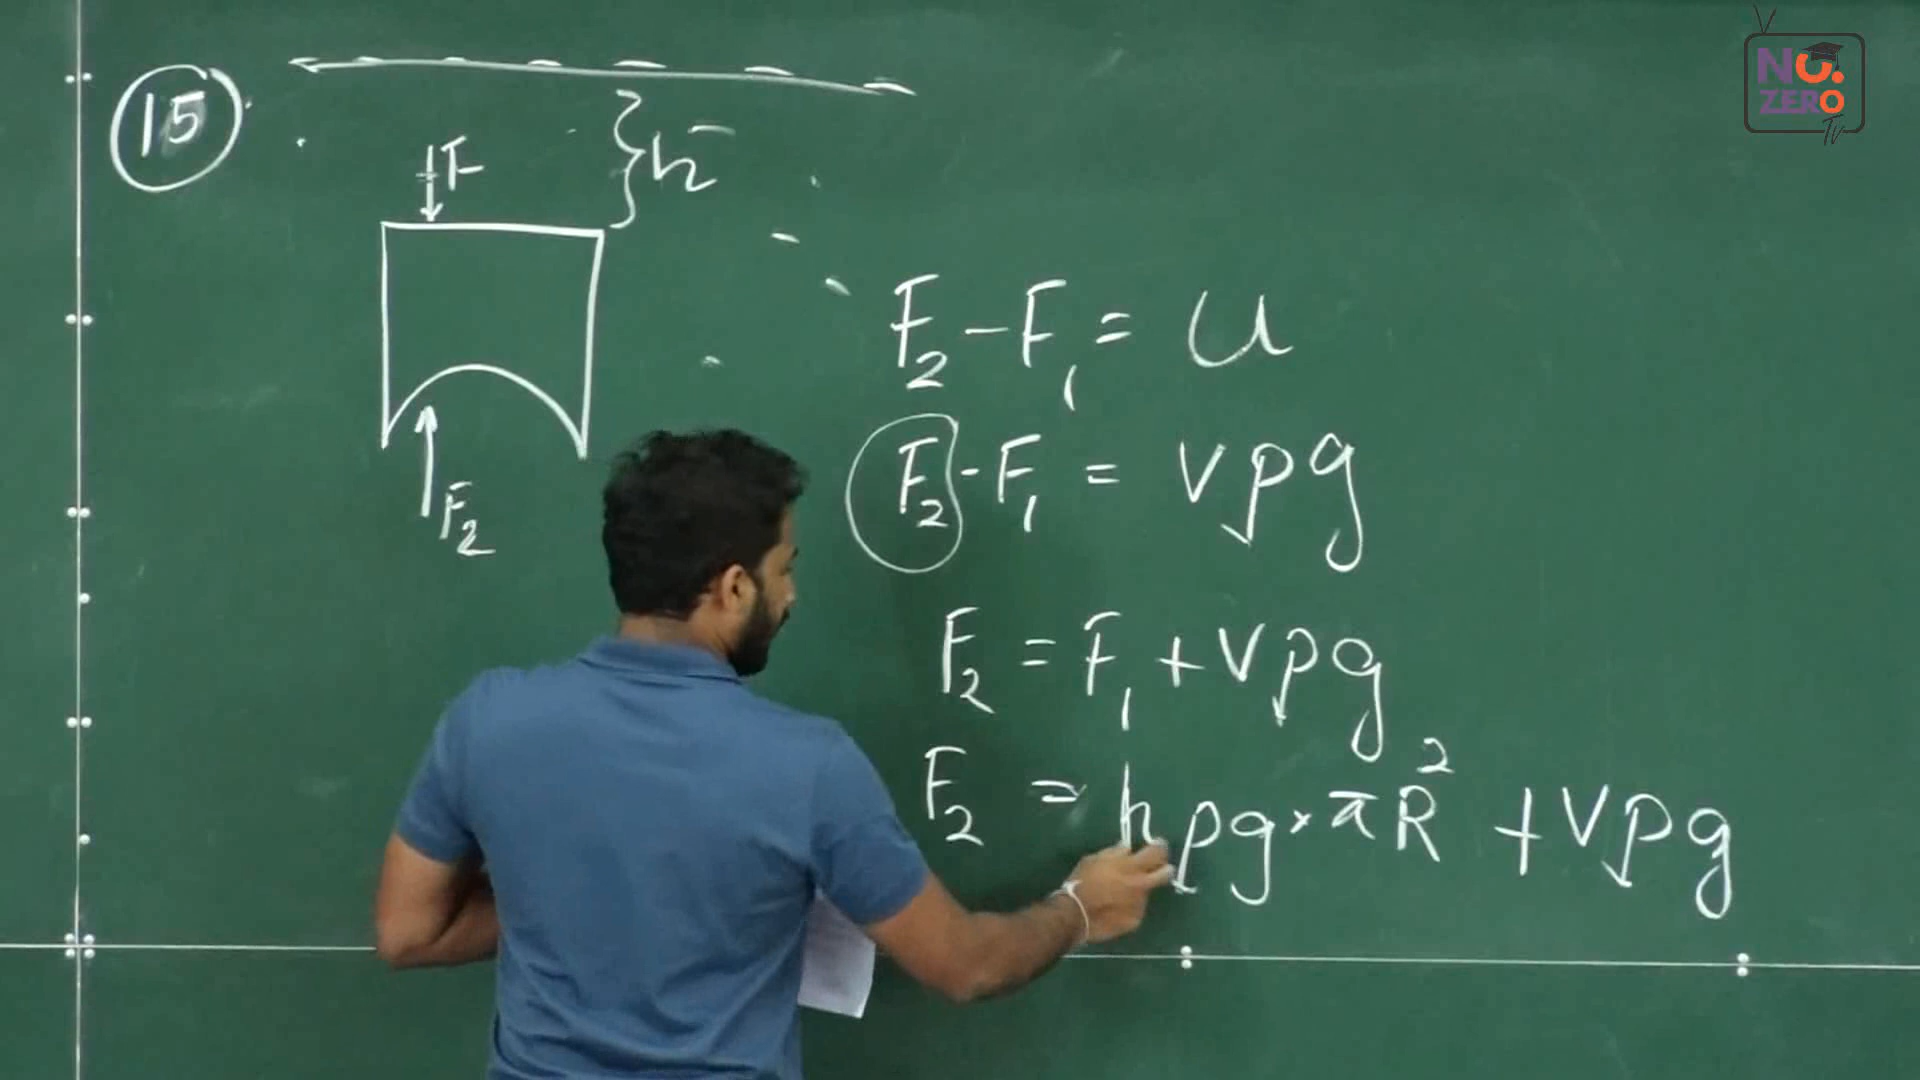 15
F
h
F₂
F₂ - F₁ = u
F₂ - F₁ = Vρg
F₂ = F₁ + Vρg
F₂ = hρg × πR² + Vρg
NO.
ZERO
Tv